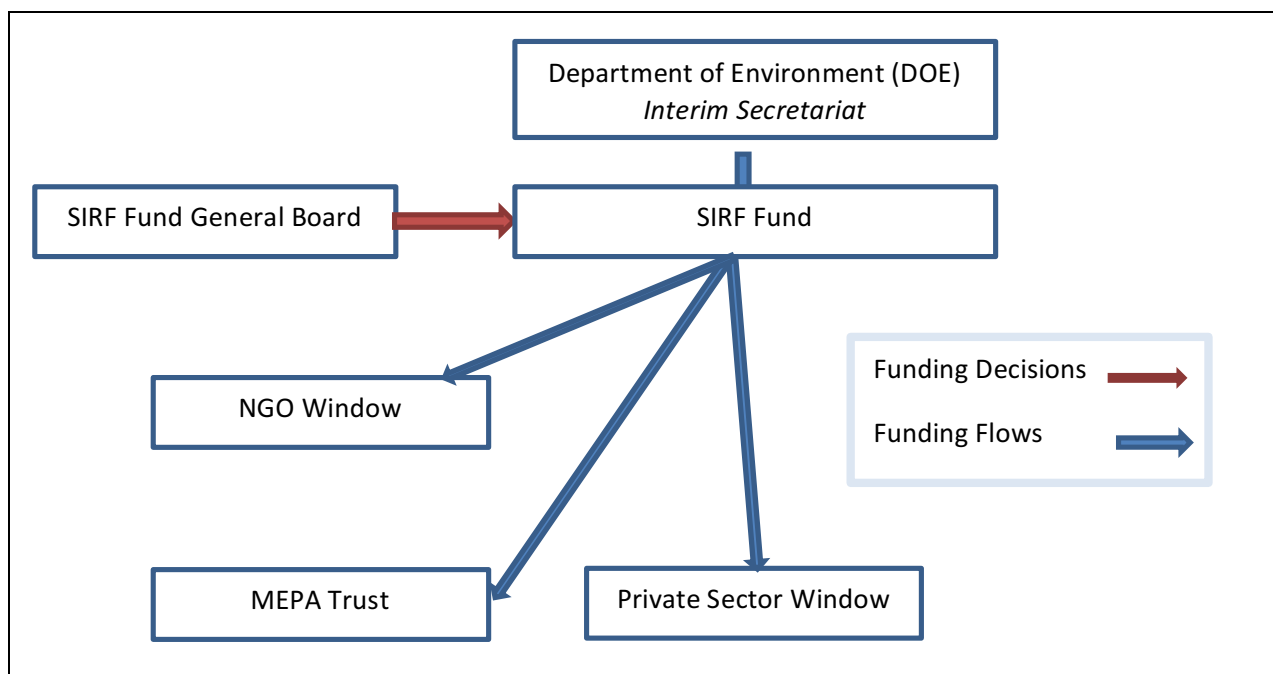 Department of Environment (DOE)
Interim Secretariat
SIRF Fund General Board
SIRF Fund
NGO Window
Funding Decisions
Funding Flows
MEPA Trust
Private Sector Window